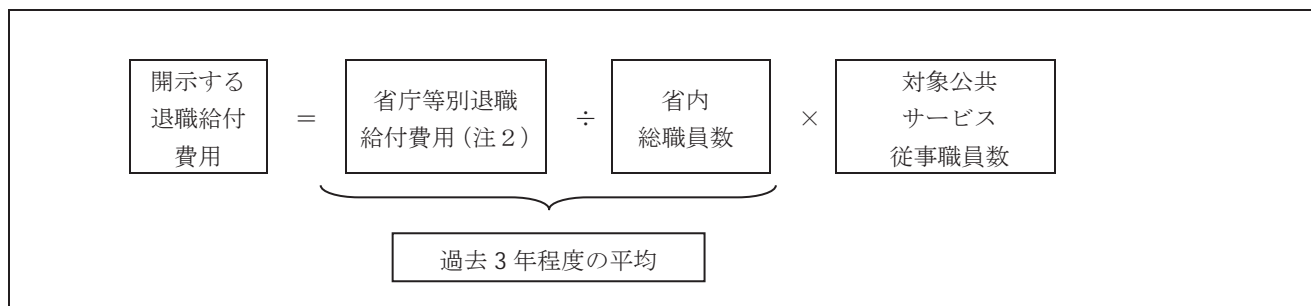 開示する
退職給付
費用
＝
省庁等別退職
給付費用(注２)
÷
省内
総職員数
×
対象公共
サービス
従事職員数
過去３年程度の平均